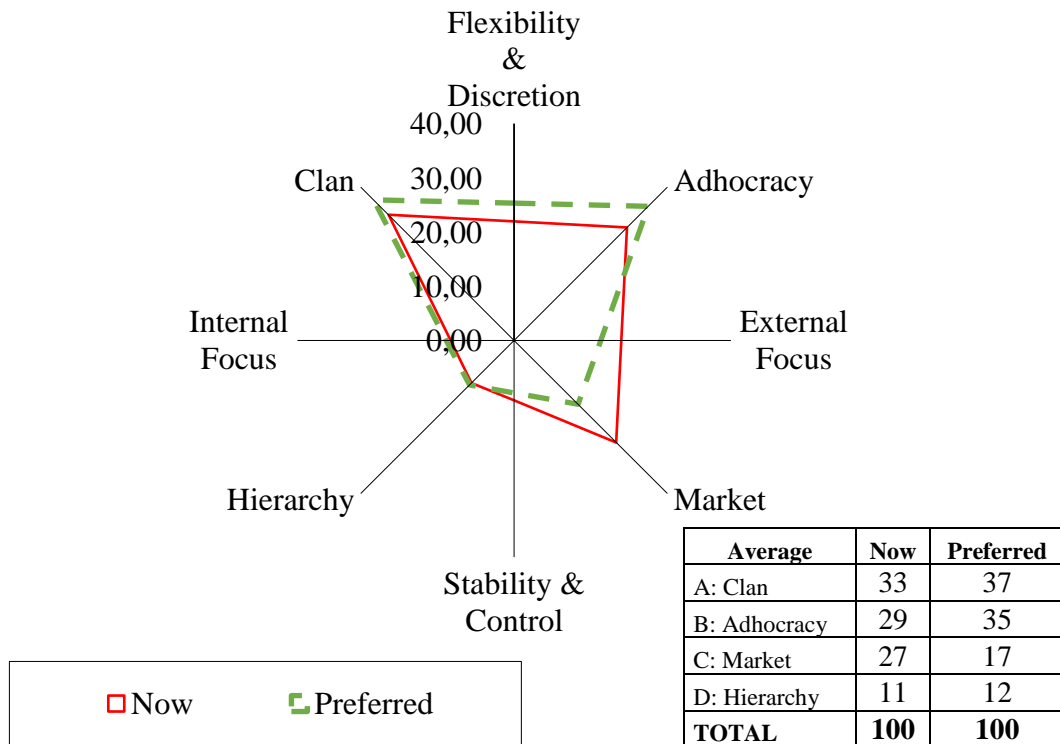 Flexibility
&
Discretion
40,00
Clan
30,00
Adhocracy
20,00
10,00
Internal
Focus
0,00
External
Focus
Hierarchy
Market
Stability &
Control
Now
Preferred
Average Now Preferred
A: Clan 33 37
B: Adhocracy 29 35
C: Market 27 17
D: Hierarchy 11 12
TOTAL 100 100